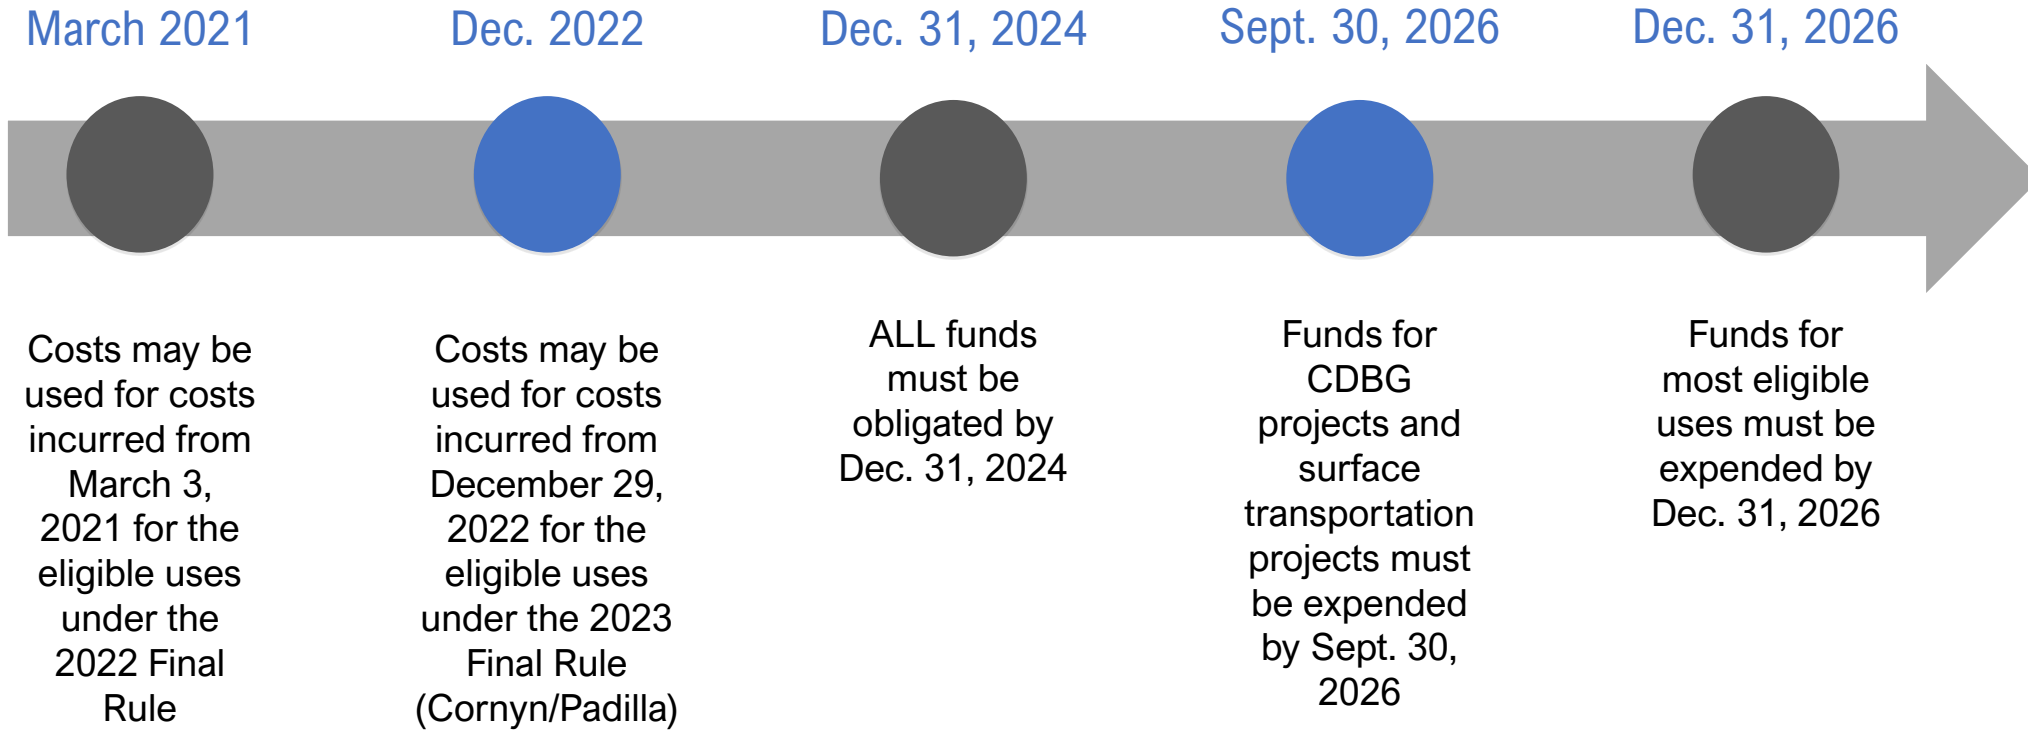 March 2021
Dec. 2022
Dec. 31, 2024
Sept. 30, 2026
Dec. 31, 2026
Costs may be
used for costs
incurred from
March 3,
2021 for the
eligible uses
under the
2022 Final
Rule
Costs may be
used for costs
incurred from
December 29,
2022 for the
eligible uses
under the 2023
Final Rule
(Cornyn/Padilla)
ALL funds
must be
obligated by
Dec. 31, 2024
Funds for
CDBG
projects and
surface
transportation
projects must
be expended
by Sept. 30,
2026
Funds for
most eligible
uses must be
expended by
Dec. 31, 2026